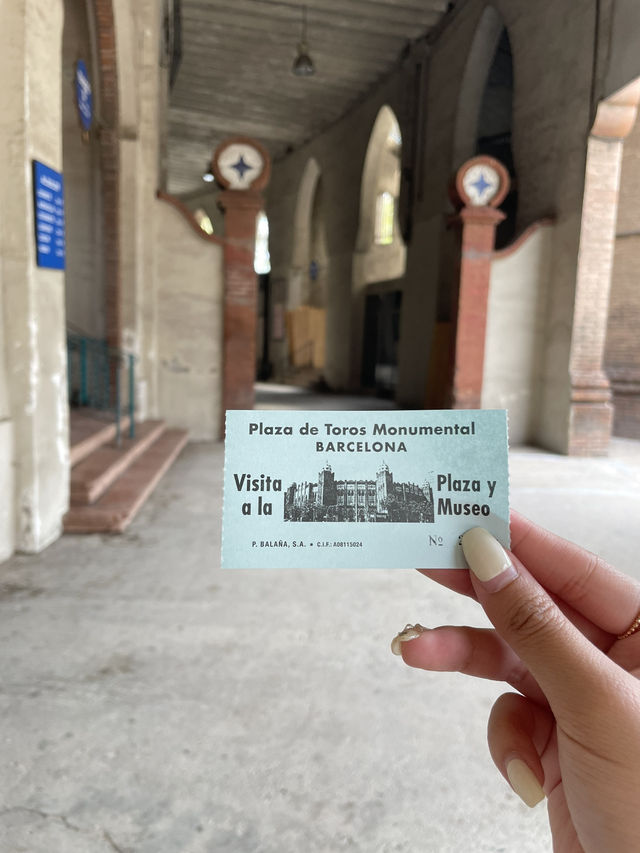 Plaza de Toros Monumental
BARCELONA
Visita
a la
Plaza y
Museo
P. BALAÑA, S.A. • C.I.F.: A08115024
Nº